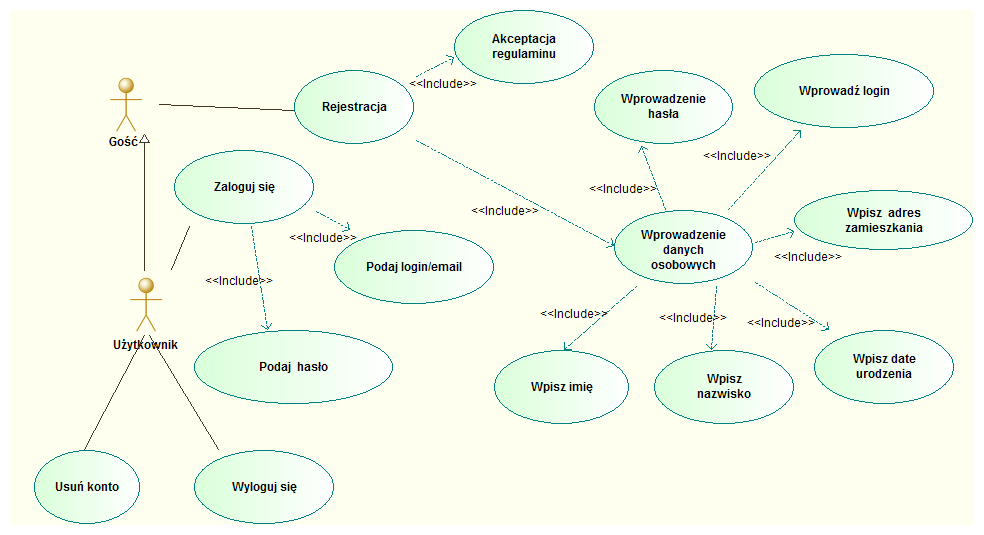 Akceptacja
regulaminu
<<Include>>
Rejestracja
Wprowadzenie
hasła
Wprowadź login
<<Include>>
<<Include>>
Gość
Zaloguj się
<<Include>>
Wpisz  adres
zamieszkania
<<Include>>
Wprowadzenie
danych
osobowych
<<Include>>
Podaj login/email
<<Include>>
Użytkownik
Podaj  hasło
<<Include>>
<<Include>>
<<Include>>
Wpisz imię
Wpisz
nazwisko
Wpisz date
urodzenia
Usuń konto
Wyloguj się